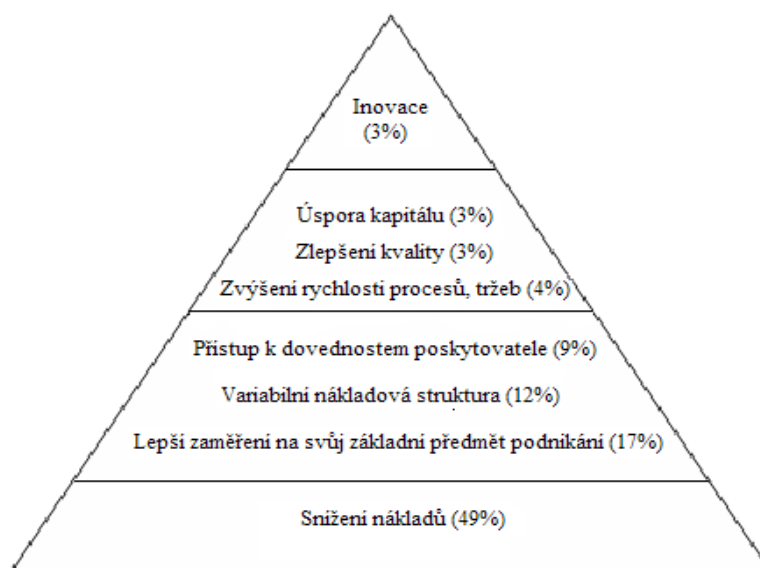 Inovace
(3%)
Úspora kapitálu (3%)
Zlepšení kvality (3%)
Zvýšení rychlosti procesů, tržeb (4%)
Přístup k dovednostem poskytovatele (9%)
Variabilní nákladová struktura (12%)
Lepší zaměření na svůj základní předmět podnikání (17%)
Snížení nákladů (49%)